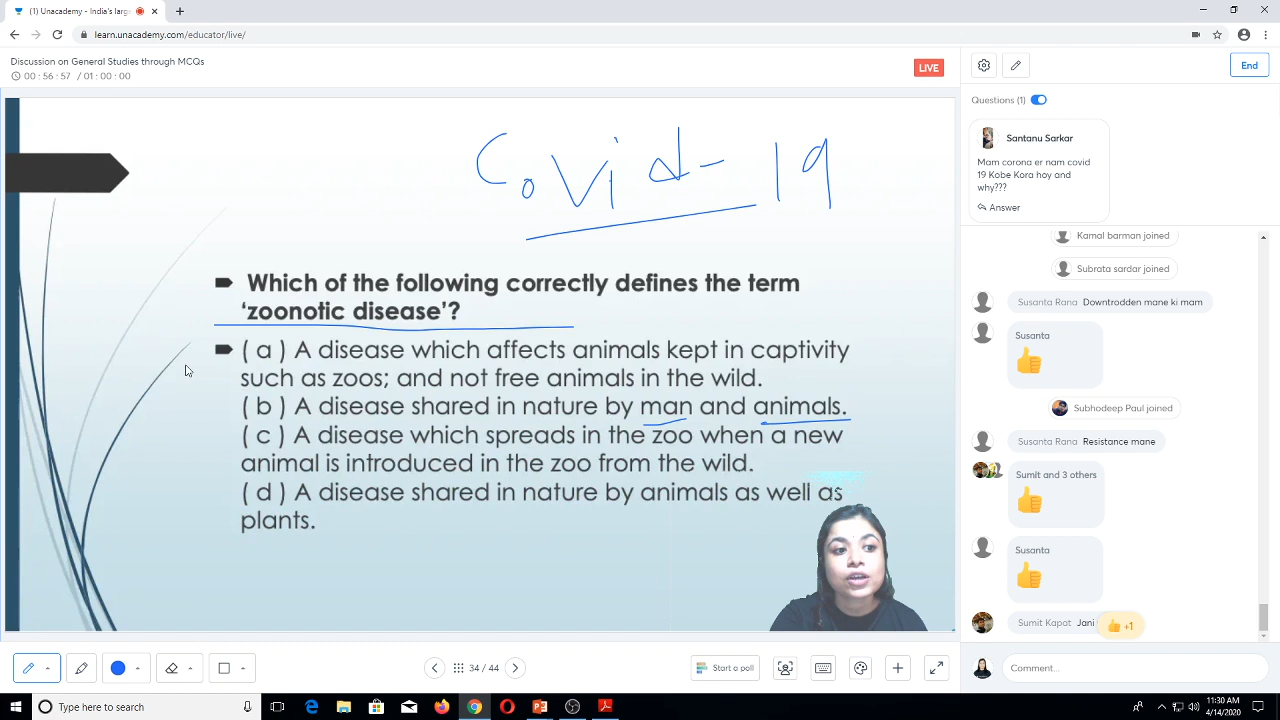 (1) Unacademy - India's larg
learn.unacademy.com/educator/live/
Discussion on General Studies through MCQs
00 : 56 : 57 / 01 : 00 : 00
LIVE
End
Questions (1)
Santanu Sarkar
Mam corona er nam covid
19 Kobe Kora hoy and
why???
Answer
CoVid-19
Which of the following correctly defines the term
‘zoonotic disease’?
( a ) A disease which affects animals kept in captivity
such as zoos; and not free animals in the wild.
( b ) A disease shared in nature by man and animals.
( c ) A disease which spreads in the zoo when a new
animal is introduced in the zoo from the wild.
( d ) A disease shared in nature by animals as well as
plants.
Kamal barman joined
Subrata sardar joined
Susanta Rana Downtrodden mane ki mam
Susanta
Subhodeep Paul joined
Susanta Rana Resistance mane
Sumit and 3 others
Susanta
Sumit Kapat Jani
+1
34 / 44
Start a poll
Comment...
Type here to search
11:30 AM
4/14/2020